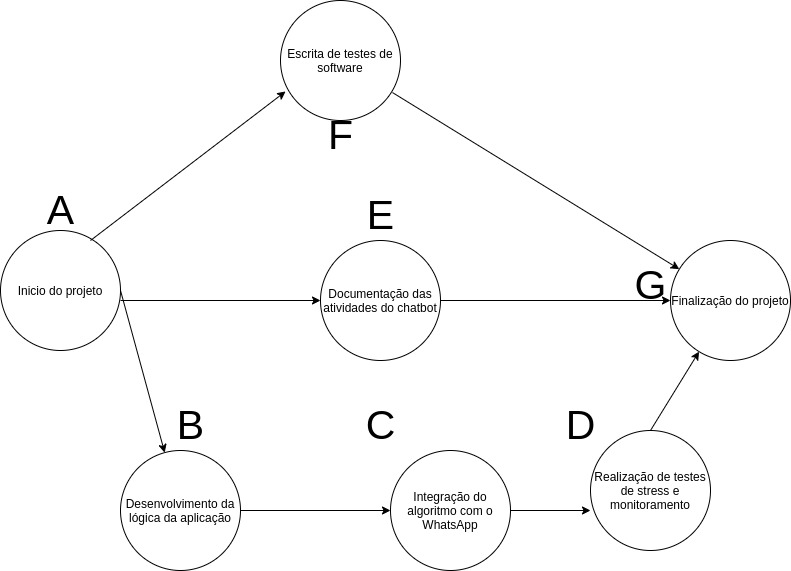 Escrita de testes de
software
F
A
Inicio do projeto
E
Documentação das
atividades do chatbot
G
Finalização do projeto
B
Desenvolvimento da
lógica da aplicação
C
Integração do
algoritmo com o
WhatsApp
D
Realização de testes
de stress e
monitoramento